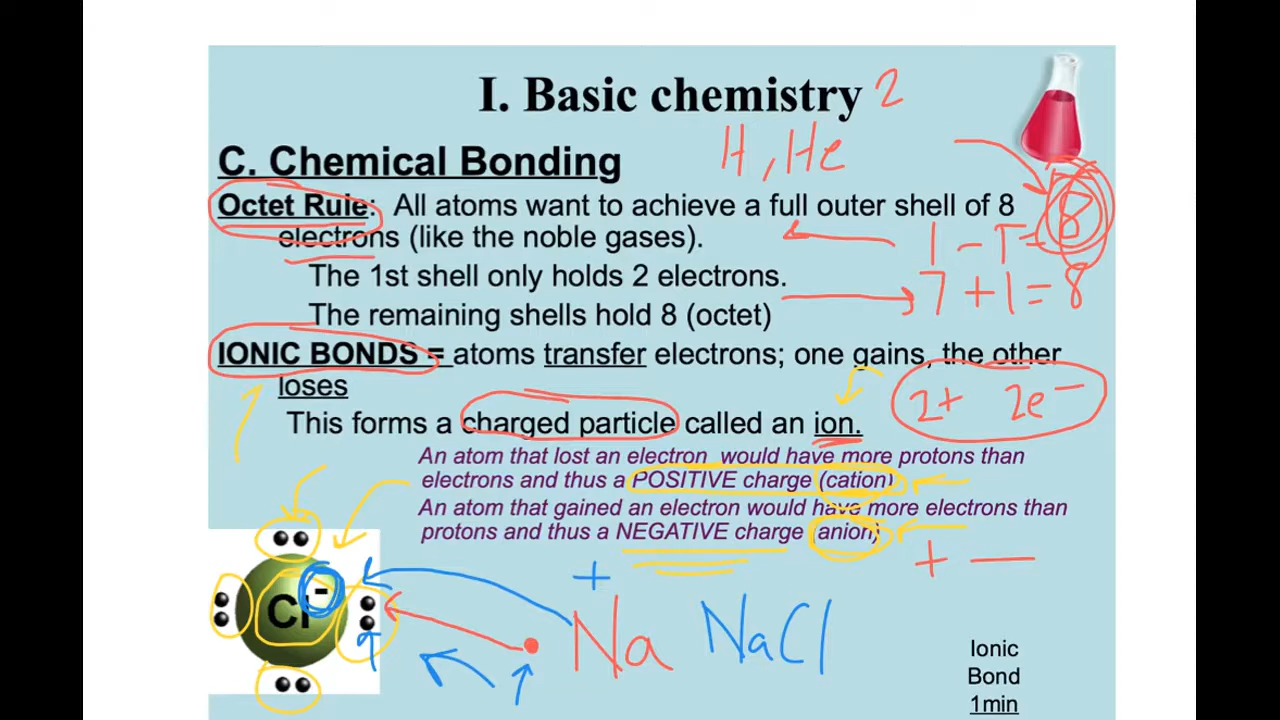 I. Basic chemistry 2
H, He
C. Chemical Bonding
Octet Rule: All atoms want to achieve a full outer shell of 8
electrons (like the noble gases).
8
1 - 1 =
The 1st shell only holds 2 electrons.
7 + 1 = 8
The remaining shells hold 8 (octet)
IONIC BONDS = atoms transfer electrons; one gains, the other
loses
2+ 2e-
This forms a charged particle called an ion.
An atom that lost an electron would have more protons than
electrons and thus a POSITIVE charge (cation)
An atom that gained an electron would have more electrons than
protons and thus a NEGATIVE charge (anion)
+ -
Cl-
+
Na
NaCl
Ionic
Bond
1min